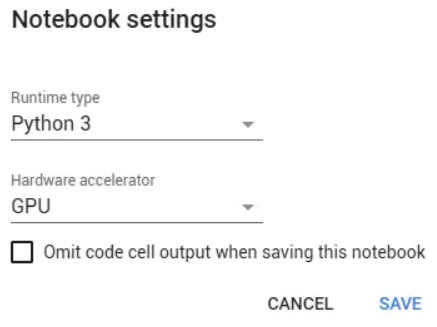 Notebook settings
Runtime type
Python 3
Hardware accelerator
GPU
Omit code cell output when saving this notebook
CANCEL SAVE